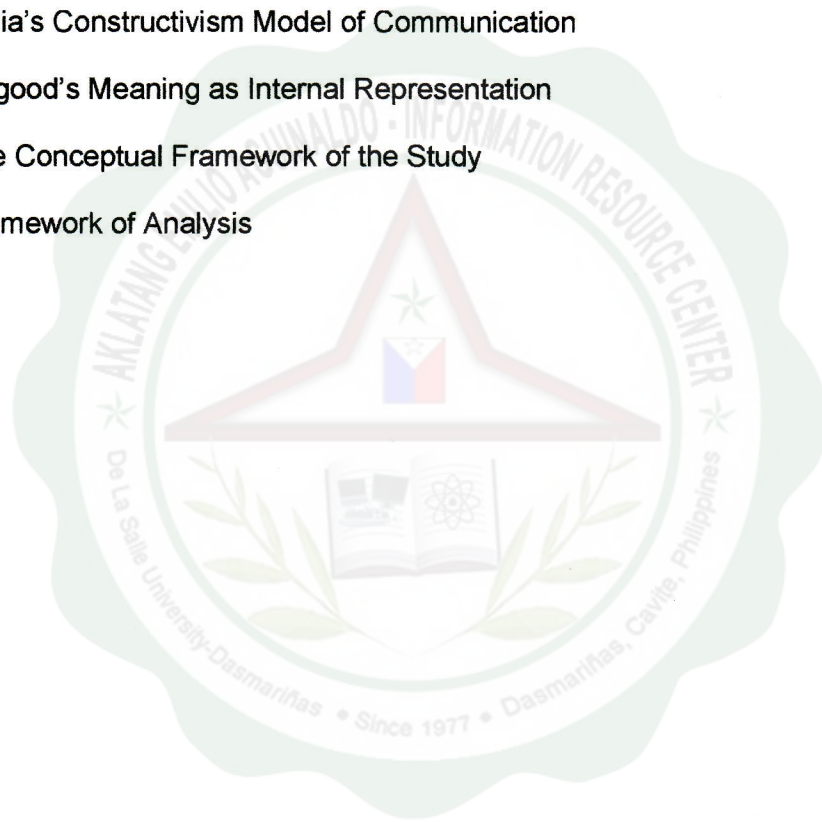 ia's Constructivism Model of Communication
good's Meaning as Internal Representation
e Conceptual Framework of the Study
mework of Analysis
AKLATANG EMILIO AGUINALDO - INFORMATION RESOURCE CENTER
De La Salle University-Dasmariñas • Since 1977 • Dasmariñas, Cavite, Philippines